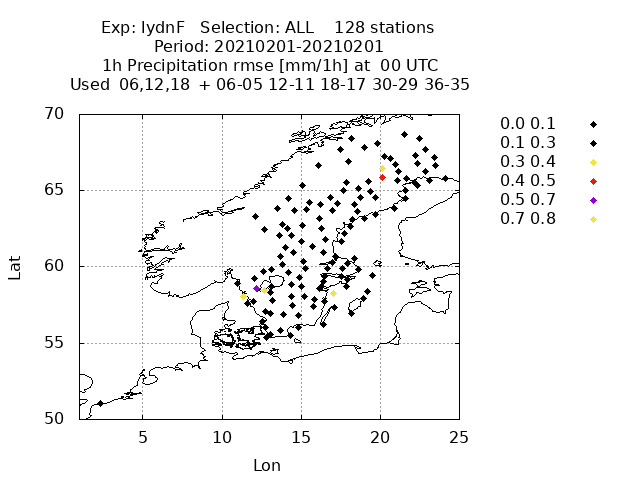 Exp: IydnF   Selection: ALL    128 stations
Period: 20210201-20210201
1h Precipitation rmse [mm/1h] at  00 UTC
Used  06,12,18  + 06-05 12-11 18-17 30-29 36-35
70
65
60
55
50
Lat
5 10 15 20 25
Lon
0.0 0.1
0.1 0.3
0.3 0.4
0.4 0.5
0.5 0.7
0.7 0.8